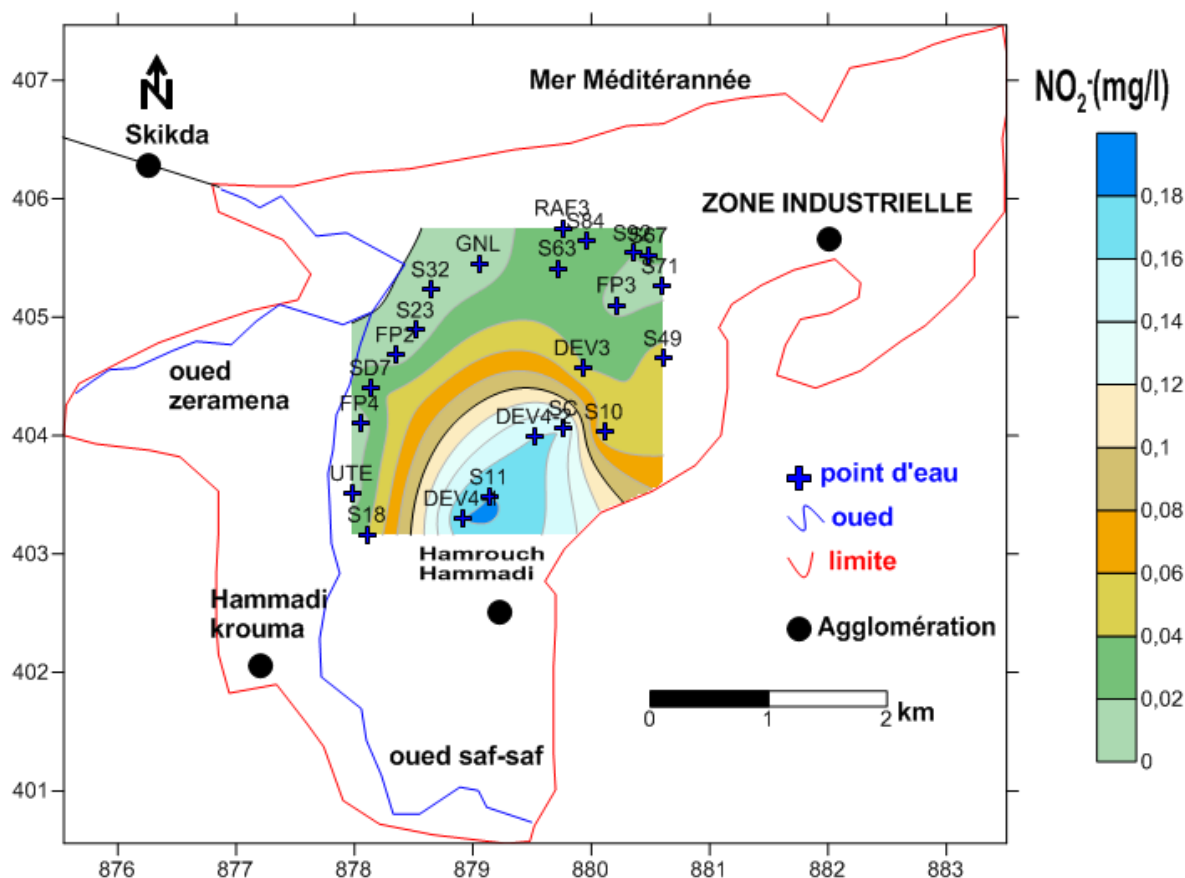 407
406
405
404
403
402
401
876
877
878
879
880
881
882
883
N
Skikda
Mer Méditérannée
ZONE INDUSTRIELLE
RAE3
S84
S63
S67
S71
GNL
S32
FP3
S23
FP2
S49
DEV3
SD7
FP4
SC
S10
DEV4-2
S11
UTE
DEV4
S18
oued
zeramena
Hamrouch
Hammadi
Hammadi
krouma
oued saf-saf
point d'eau
oued
limite
Agglomération
0 1 2 km
NO₂⁻(mg/l)
0,18
0,16
0,14
0,12
0,1
0,08
0,06
0,04
0,02
0